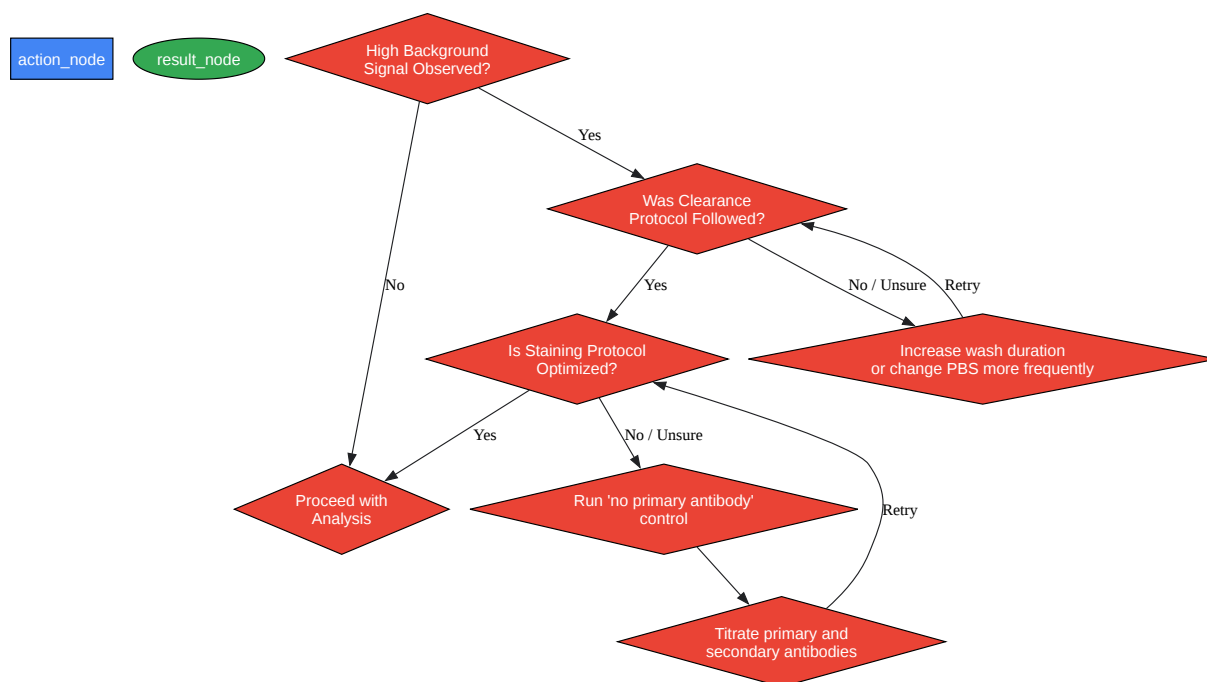 action_node
result_node
High Background
Signal Observed?
Yes
Was Clearance
Protocol Followed?
No
Yes
No / Unsure
Retry
Is Staining Protocol
Optimized?
Increase wash duration
or change PBS more frequently
Yes
No / Unsure
Proceed with
Analysis
Run 'no primary antibody'
control
Retry
Titrate primary and
secondary antibodies